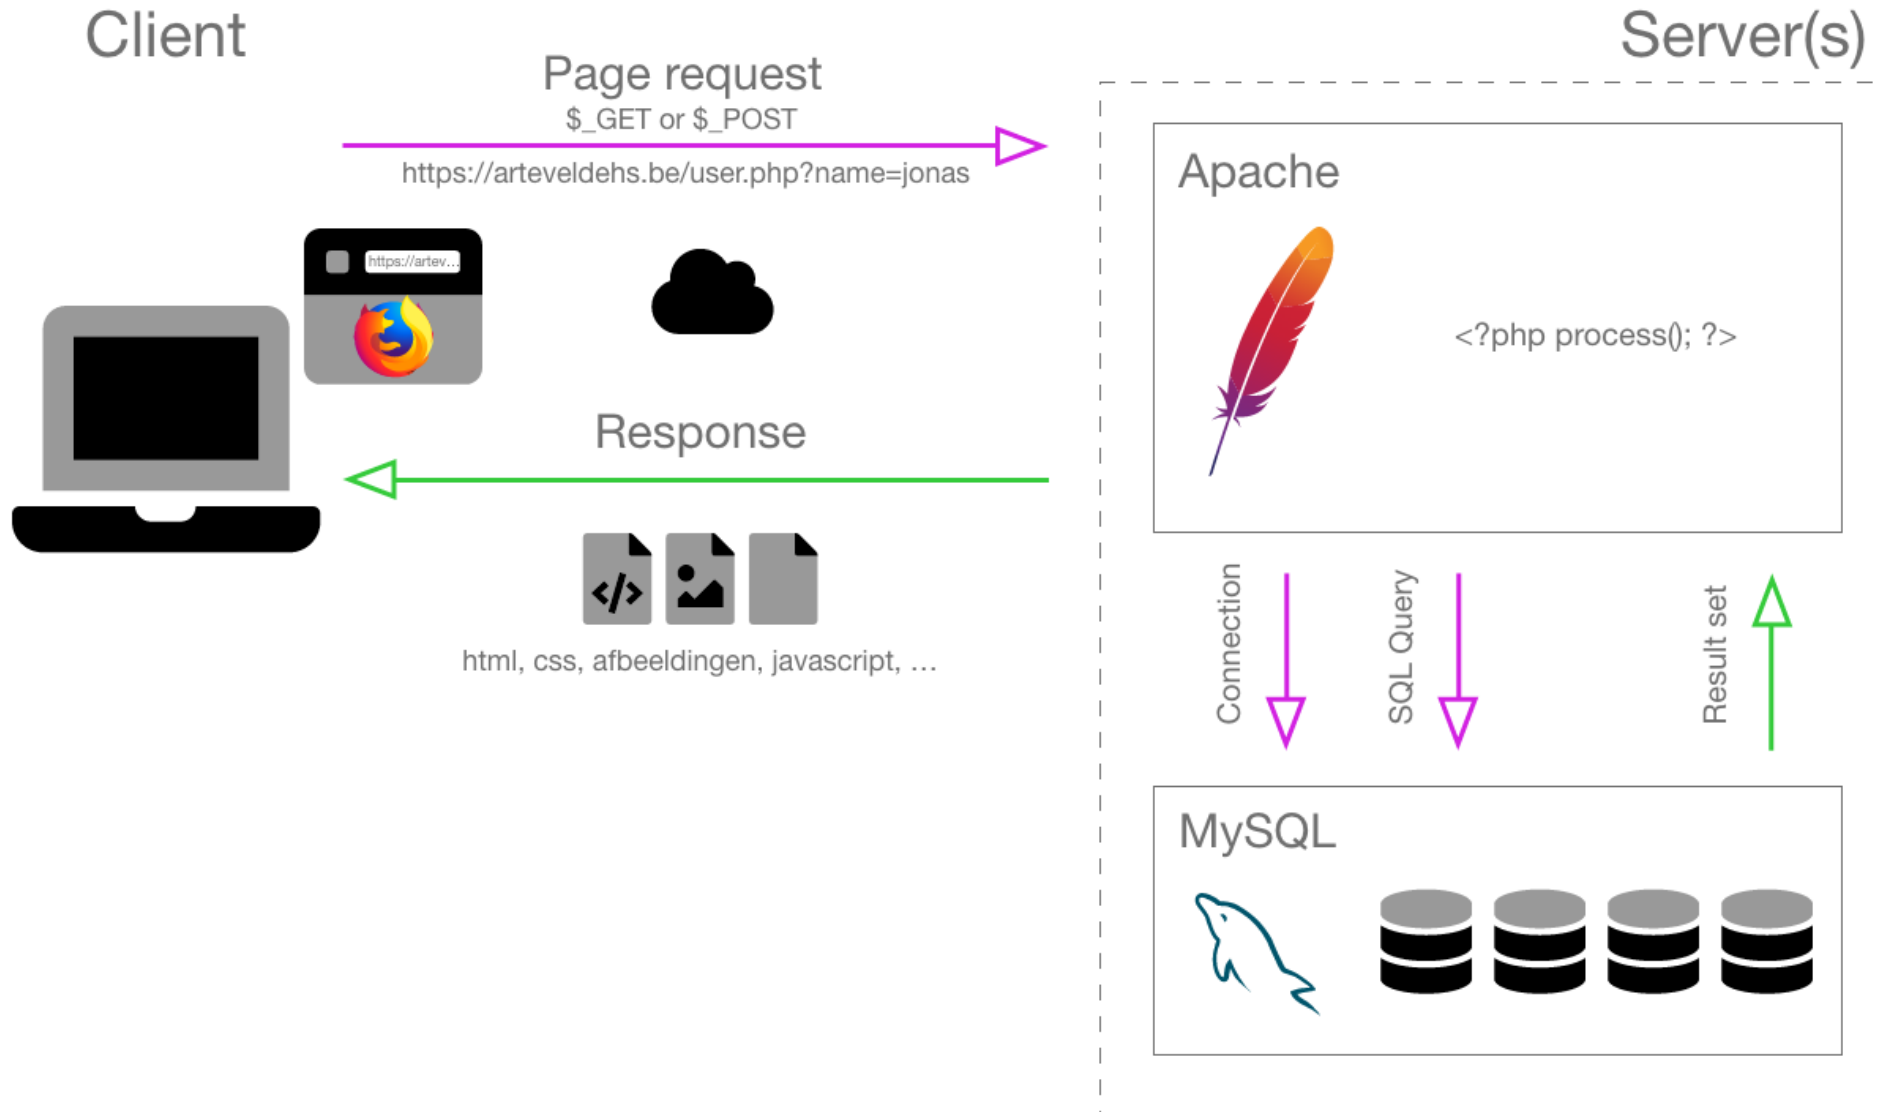 Client
Server(s)
Page request
$_GET or $_POST
https://arteveldehs.be/user.php?name=jonas
https://artev...
Response
html, css, afbeeldingen, javascript, ...
Apache
<?php process(); ?>
Connection
SQL Query
Result set
MySQL